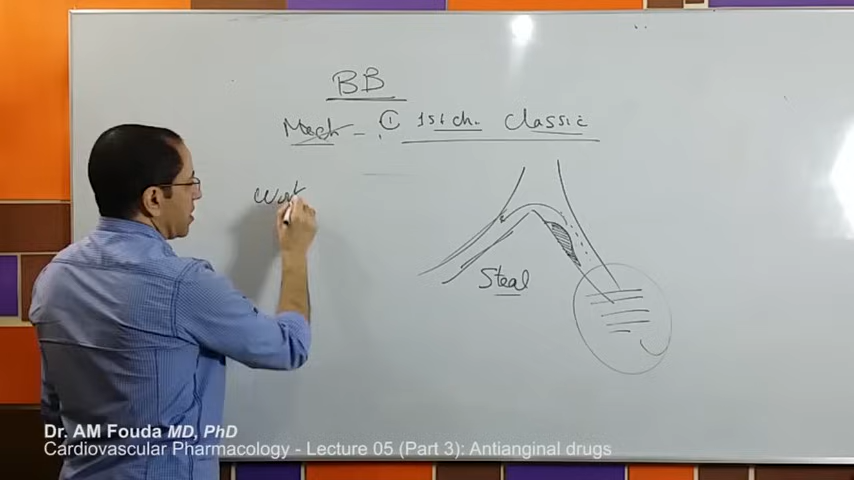 BB
Mech - : ① 1st ch. Classic
Steal
Dr. AM Fouda MD, PhD
Cardiovascular Pharmacology - Lecture 05 (Part 3): Antianginal drugs